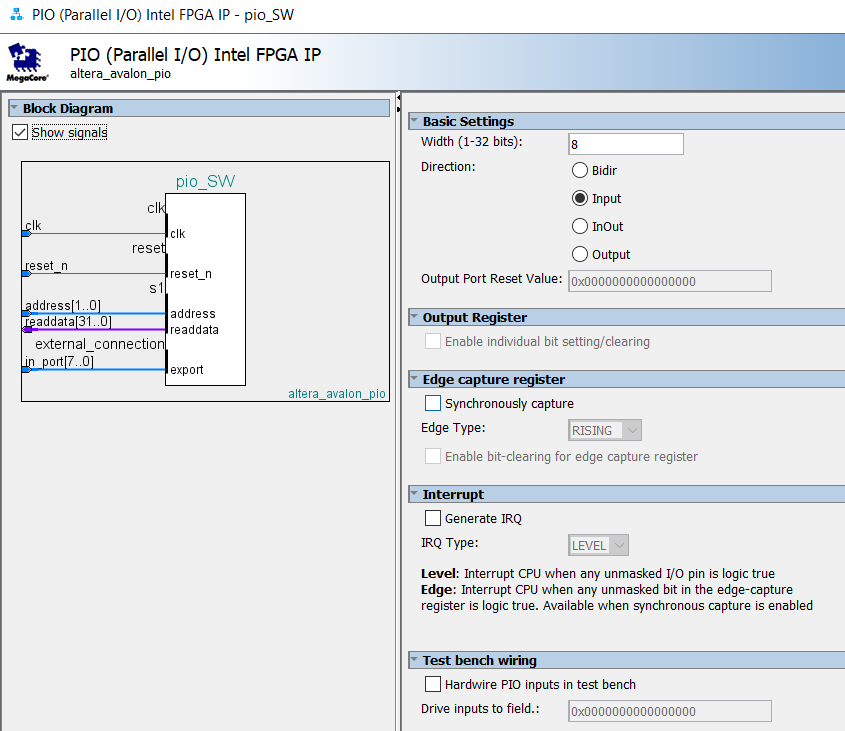 PIO (Parallel I/O) Intel FPGA IP - pio_SW
MegaCore®
PIO (Parallel I/O) Intel FPGA IP
altera_avalon_pio
Block Diagram
Show signals
pio_SW
clk
clk
clk
reset
reset_n
reset_n
s1
address[1..0]
address
readdata[31..0]
readdata
external_connection
in_port[7..0]
export
altera_avalon_pio
Basic Settings
Width (1-32 bits): 8
Direction:
Bidir
Input
InOut
Output
Output Port Reset Value: 0x0000000000000000
Output Register
Enable individual bit setting/clearing
Edge capture register
Synchronously capture
Edge Type: RISING
Enable bit-clearing for edge capture register
Interrupt
Generate IRQ
IRQ Type: LEVEL
Level: Interrupt CPU when any unmasked I/O pin is logic true
Edge: Interrupt CPU when any unmasked bit in the edge-capture
register is logic true. Available when synchronous capture is enabled
Test bench wiring
Hardwire PIO inputs in test bench
Drive inputs to field.: 0x0000000000000000